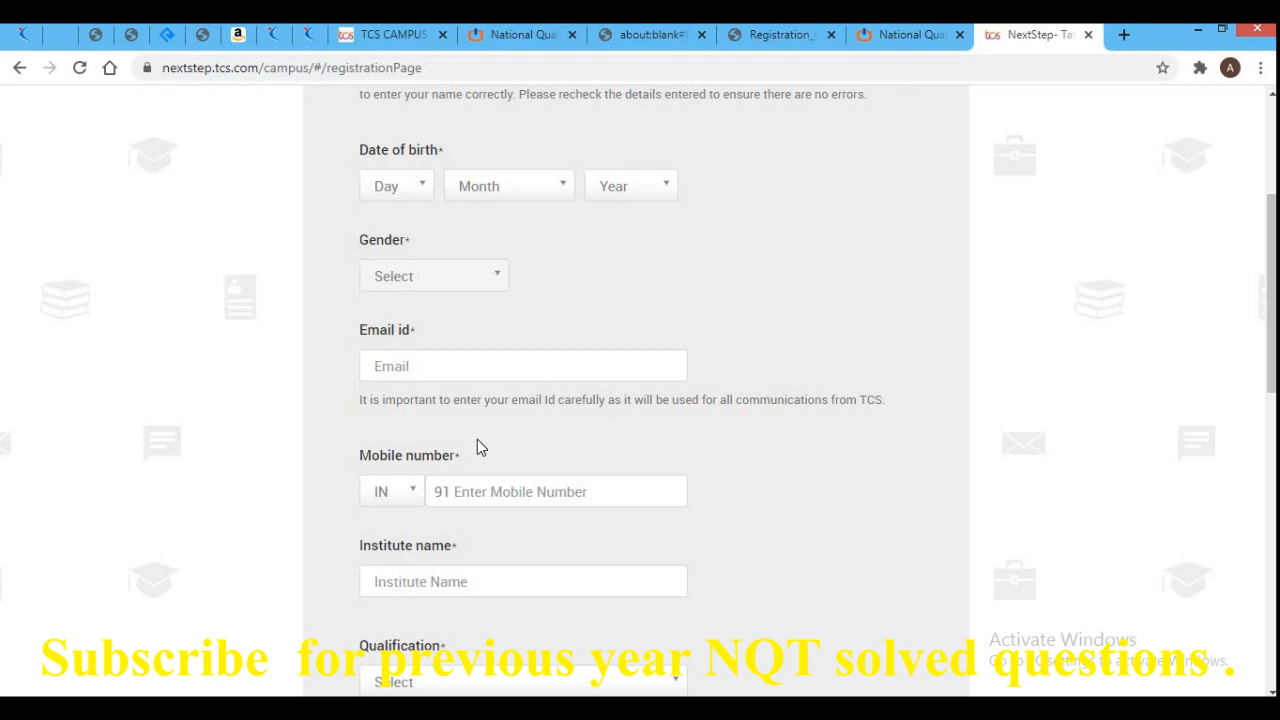 TCS CAMPUS
National Qua
about:blank#
Registration_
National Qua
tcs NextStep- Ta
nextstep.tcs.com/campus/#/registrationPage
A
to enter your name correctly. Please recheck the details entered to ensure there are no errors.
Date of birth*
Day Month Year
Gender*
Select
Email id*
Email
It is important to enter your email Id carefully as it will be used for all communications from TCS.
Mobile number*
IN 91 Enter Mobile Number
Institute name*
Institute Name
Activate Windows
Qualification*
Subscribe for previous year NQT solved questions .
Select